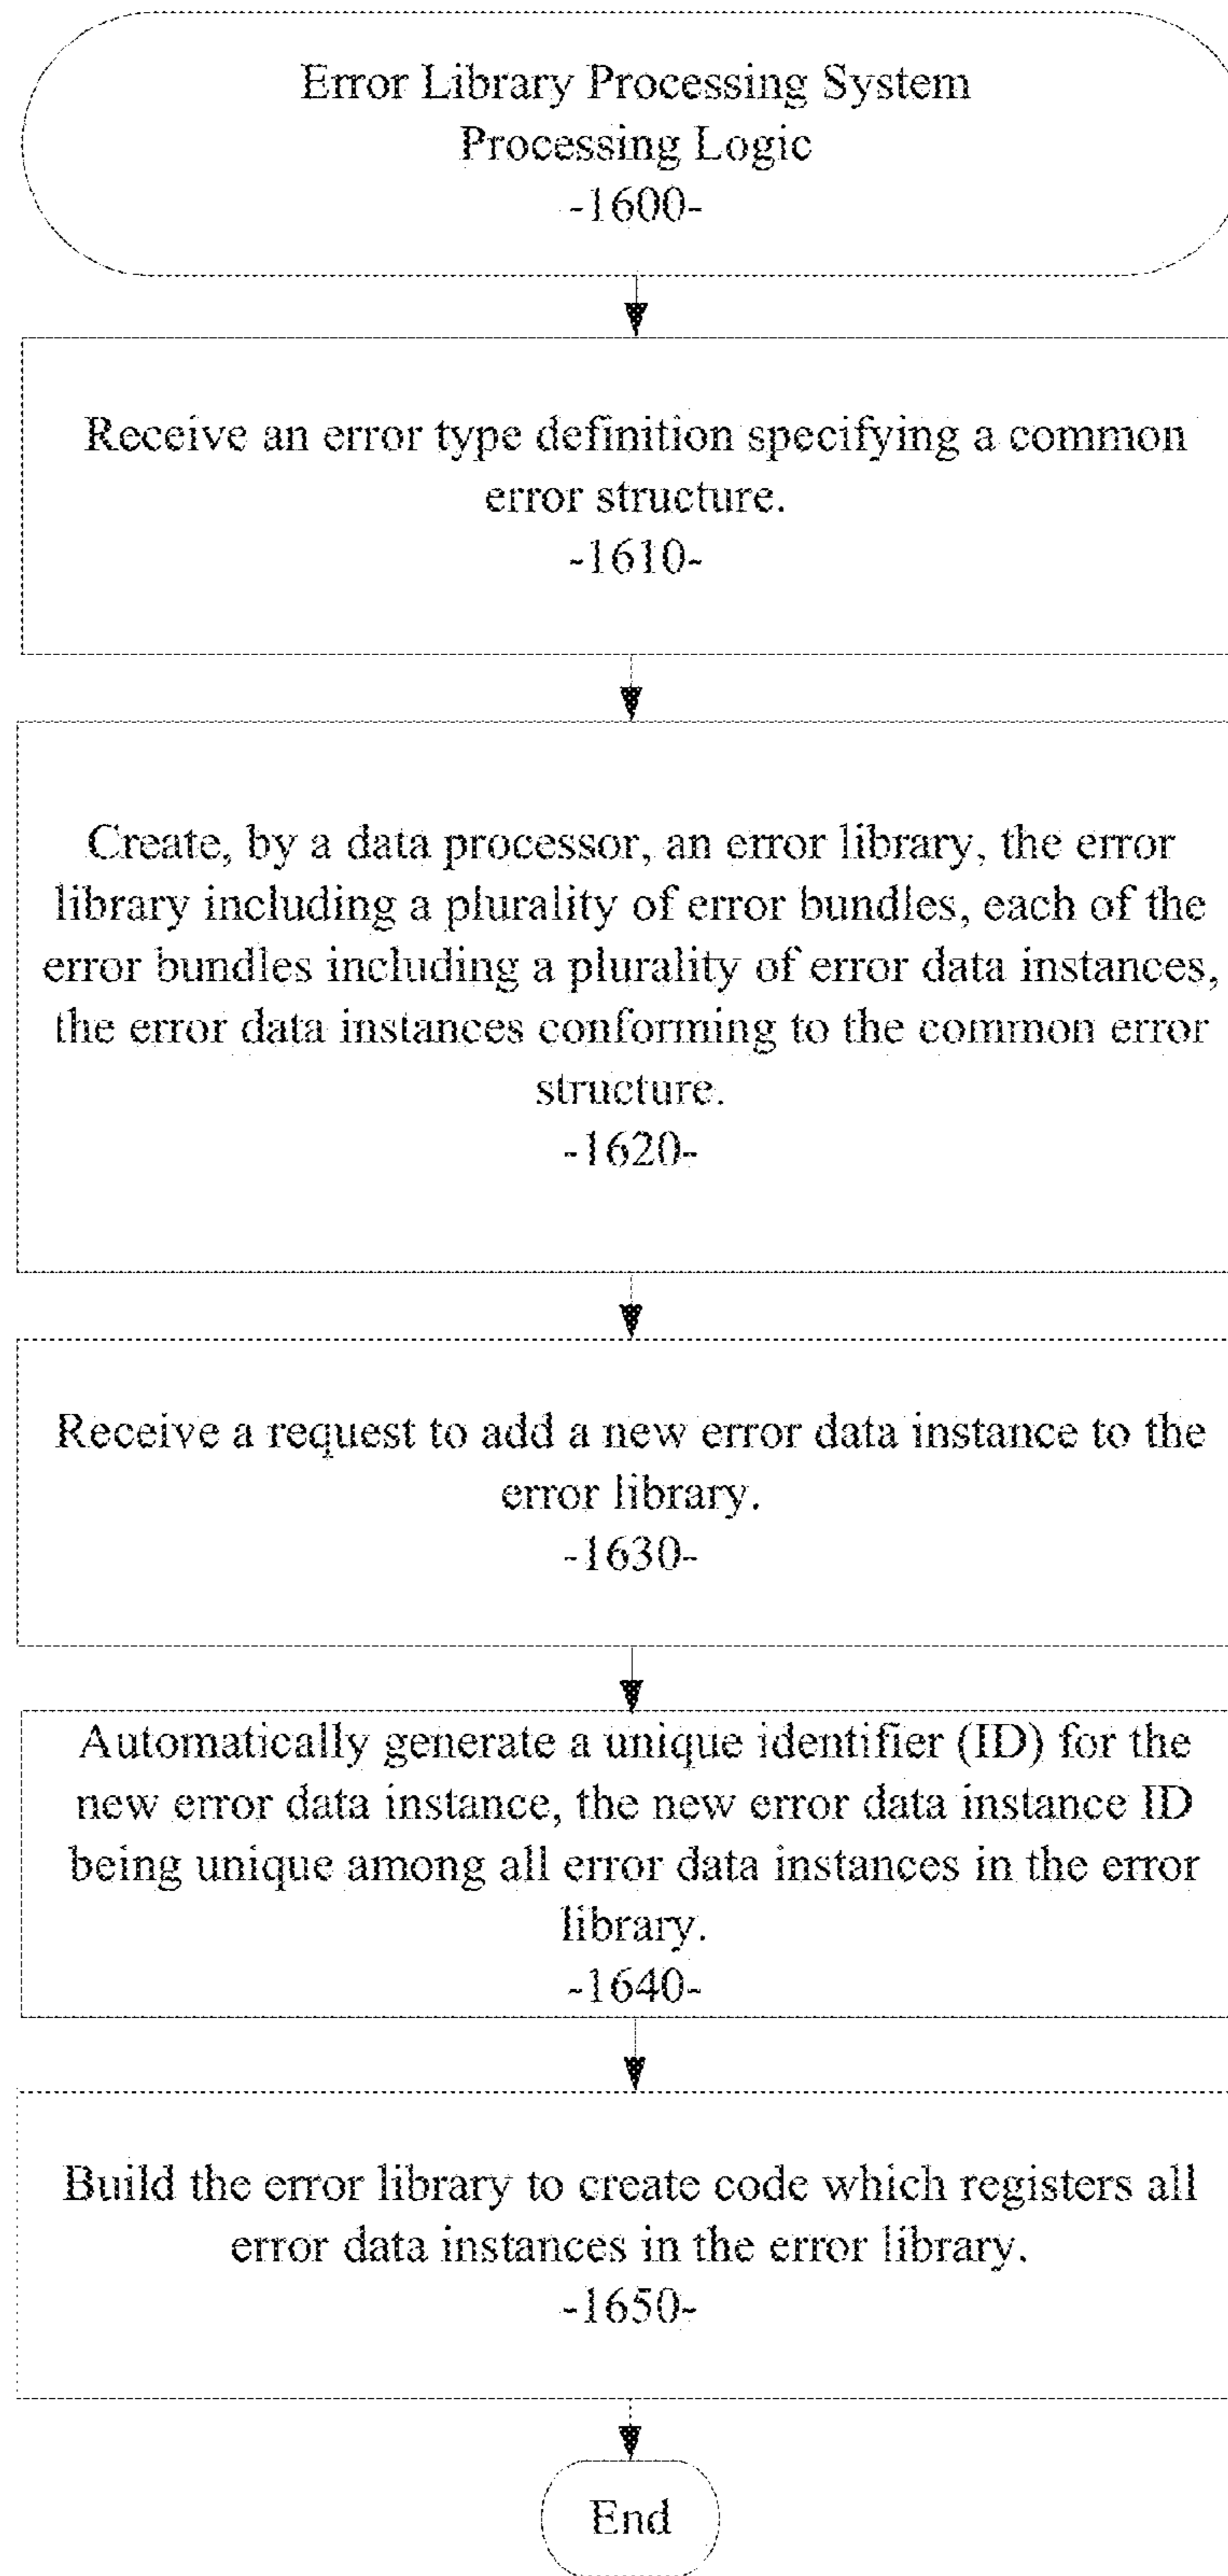 Error Library Processing System
Processing Logic
-1600-
Receive an error type definition specifying a common
error structure.
-1610-
Create, by a data processor, an error library, the error
library including a plurality of error bundles, each of the
error bundles including a plurality of error data instances,
the error data instances conforming to the common error
structure.
-1620-
Receive a request to add a new error data instance to the
error library.
-1630-
Automatically generate a unique identifier (ID) for the
new error data instance, the new error data instance ID
being unique among all error data instances in the error
library.
-1640-
Build the error library to create code which registers all
error data instances in the error library.
-1650-
End